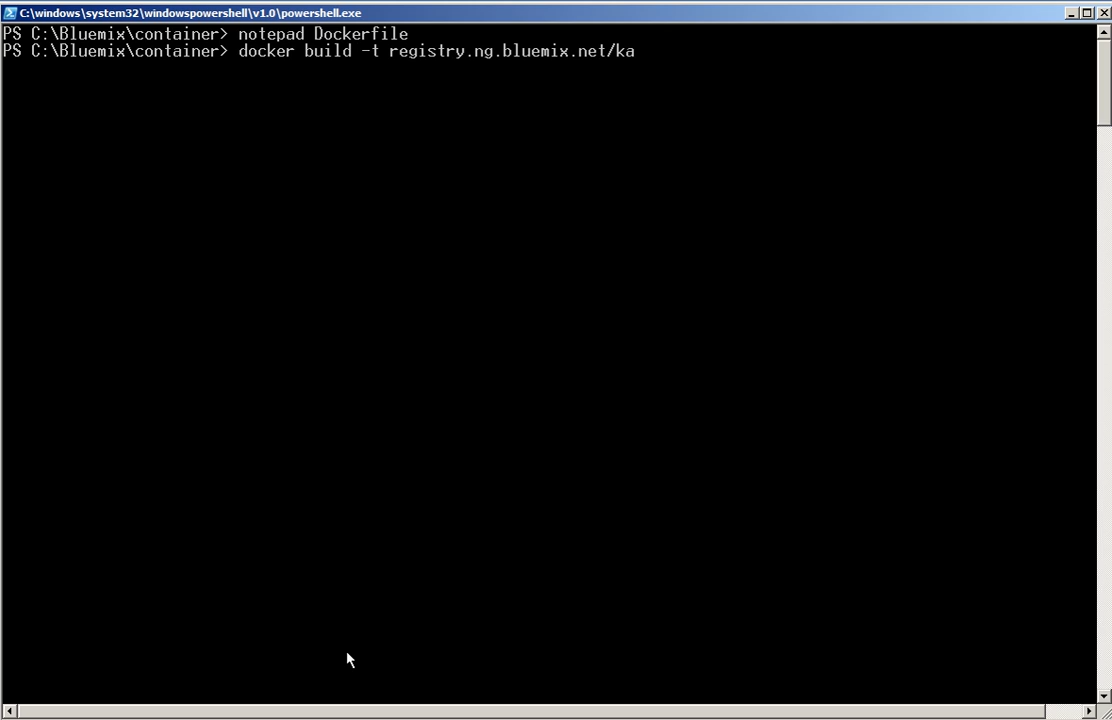 C:\windows\system32\windowspowershell\v1.0\powershell.exe
PS C:\Bluemix\container> notepad Dockerfile
PS C:\Bluemix\container> docker build -t registry.ng.bluemix.net/ka